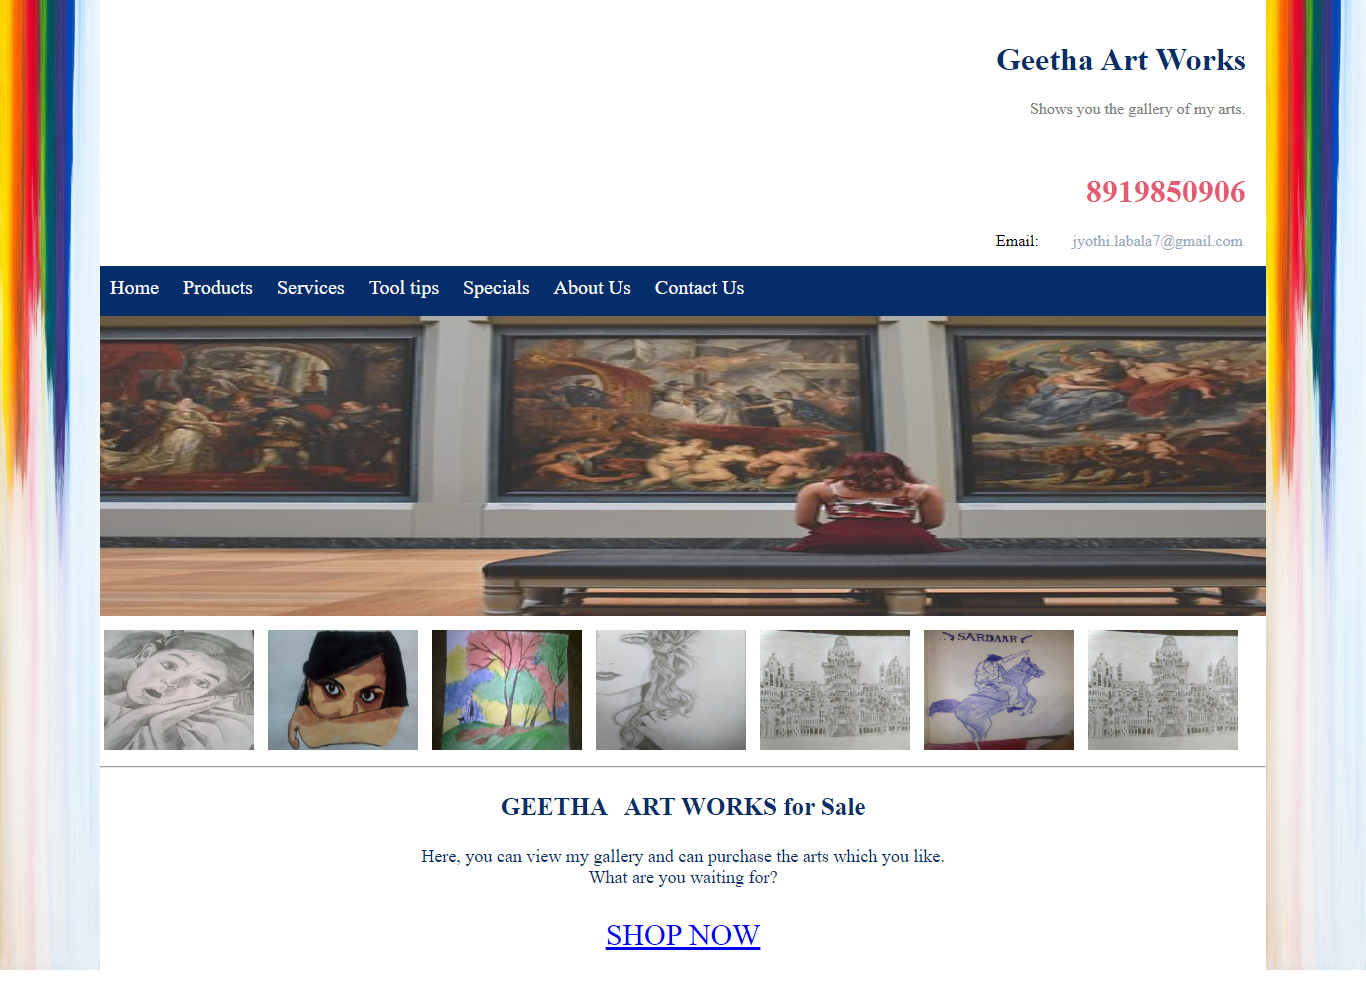 Geetha Art Works
Shows you the gallery of my arts.
8919850906
Email: jyothi.labala7@gmail.com
Home Products Services Tool tips Specials About Us Contact Us
SARDAAR
GEETHA ART WORKS for Sale
Here, you can view my gallery and can purchase the arts which you like.
What are you waiting for?
SHOP NOW